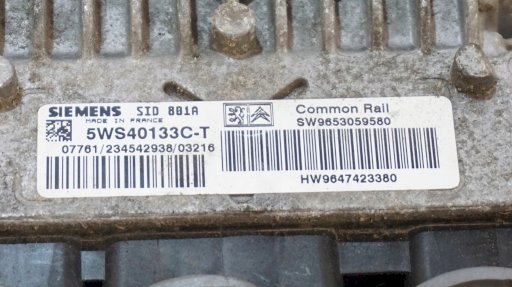 SIEMENS SID 801A
MADE IN FRANCE
5WS40133C-T
07761/234542938/03216
Common Rail
SW9653059580
HW9647423380